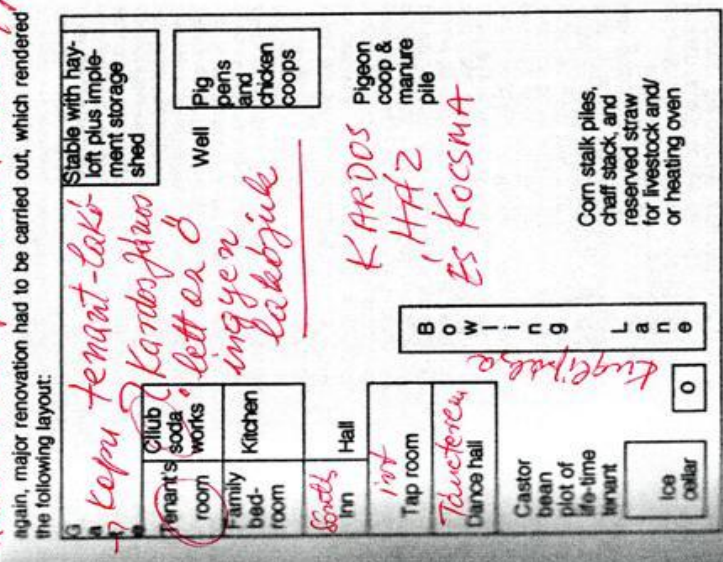 again, major renovation had to be carried out, which rendered
the following layout:
Gate
→ Kapu
tenant-lakó
? Kardos János
lett az ő
ingyen
lakójuk
Stable with hay-
loft plus imple-
ment storage
shed
Tenant's
room
Cllub
soda
works
Well
Pig
pens
and
chicken
coops
Family
bed-
room
Kitchen
KARDOS
HÁZ
ÉS KOCSMA
Pigeon
coop &
manure
pile
Inn
Hall
Tap room
Táncterem
Dance hall
Bowling Lane
Castor
bean
plot of
life-time
tenant
o
Ice
cellar
Corn stalk piles,
chaff stack, and
reserved straw
for livestock and/
or heating oven